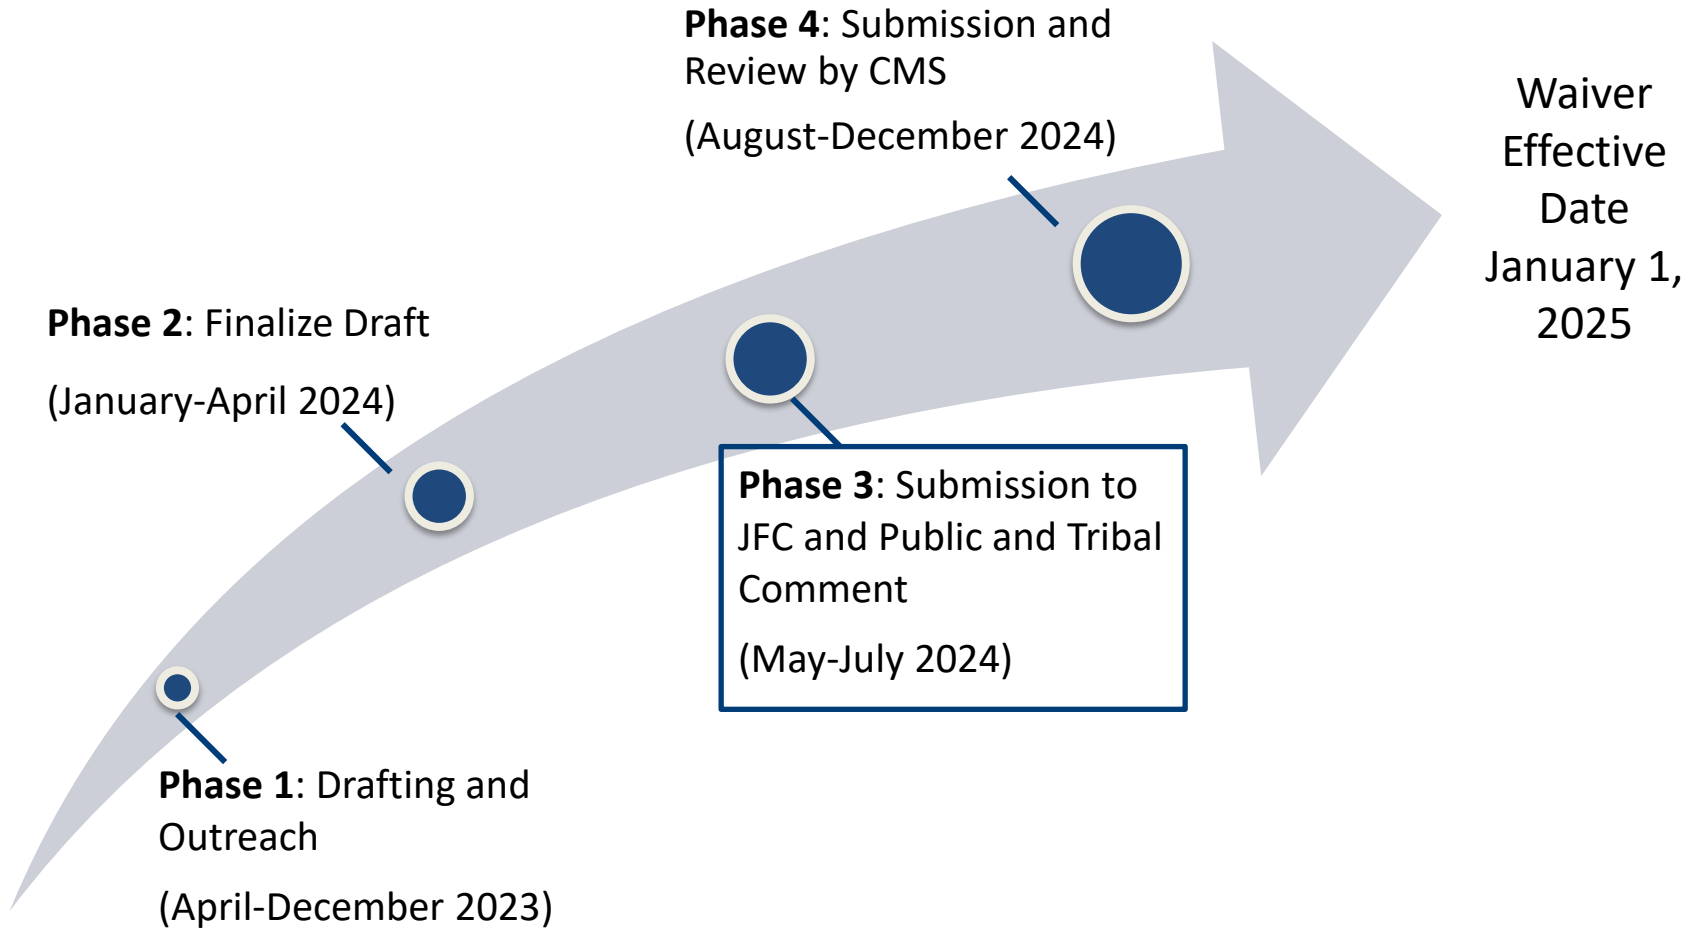 Phase 4: Submission and
Review by CMS
(August-December 2024)
Waiver
Effective
Date
January 1,
2025
Phase 2: Finalize Draft
(January-April 2024)
Phase 3: Submission to
JFC and Public and Tribal
Comment
(May-July 2024)
Phase 1: Drafting and
Outreach
(April-December 2023)